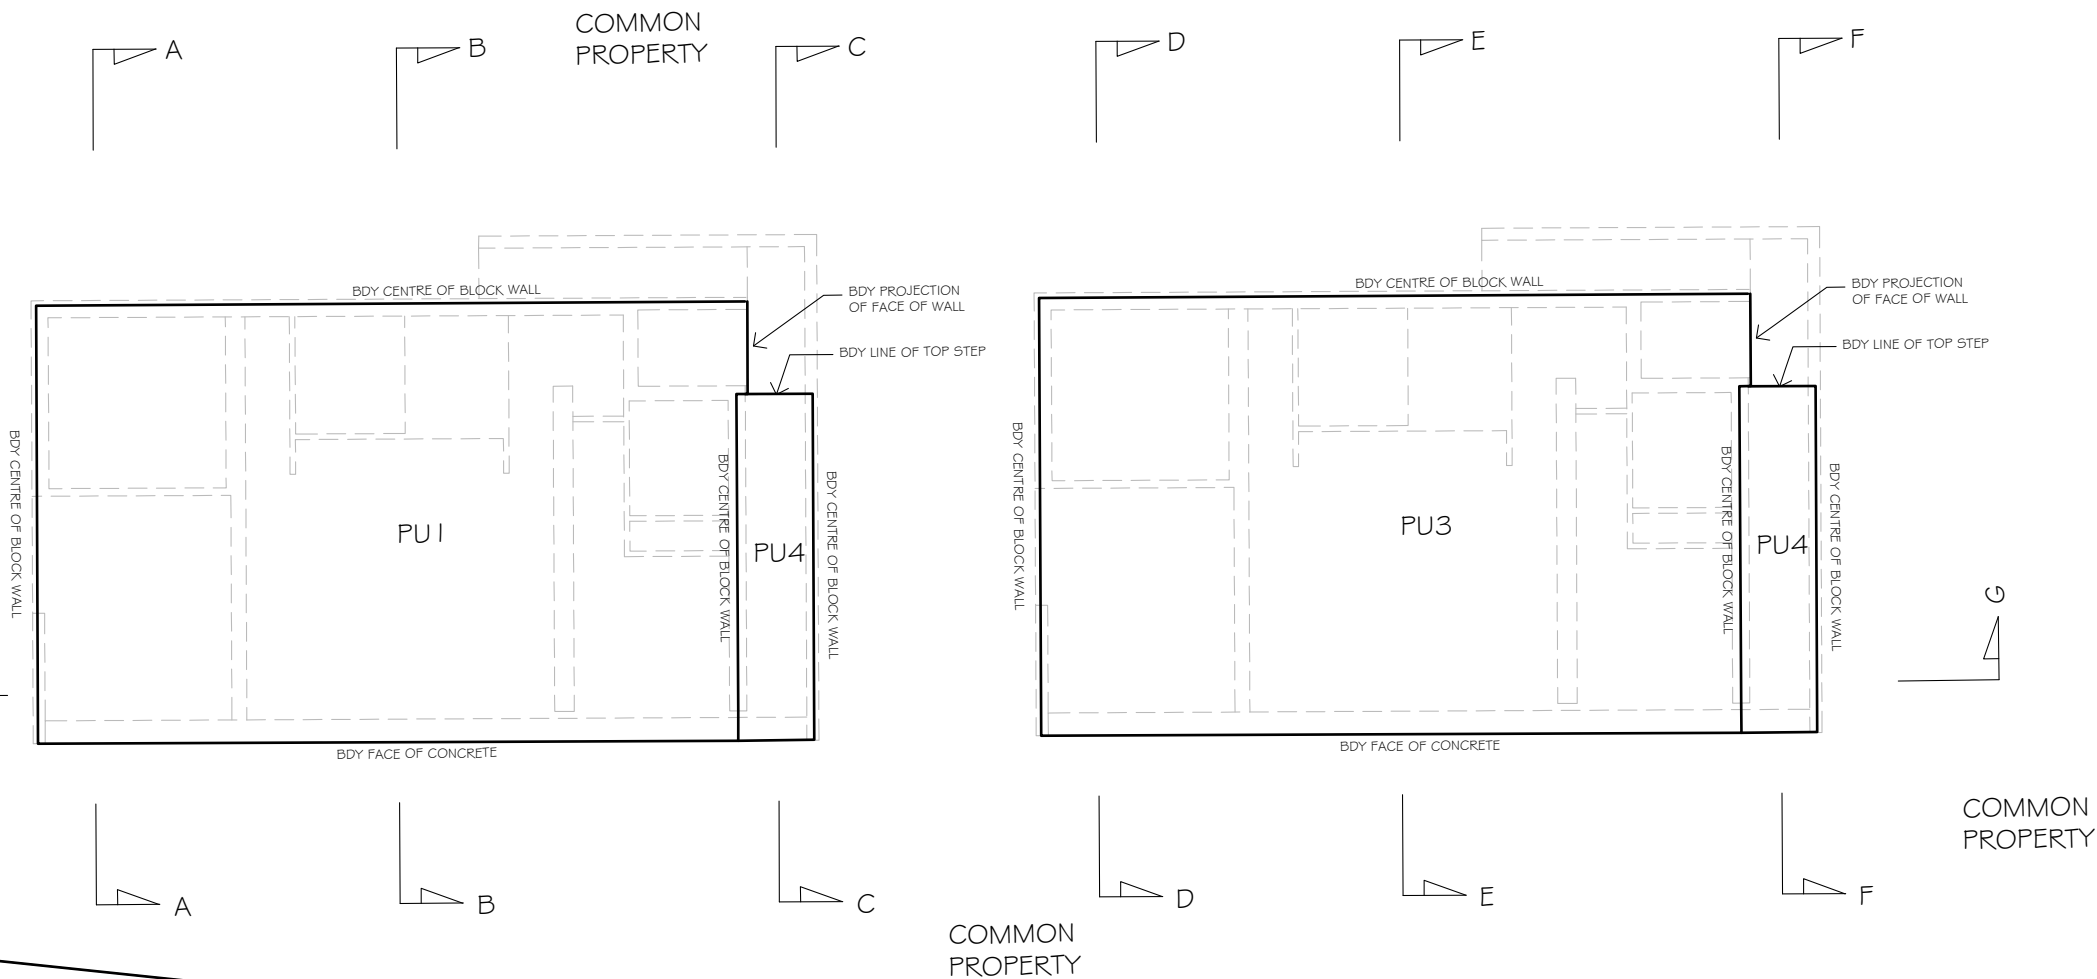 COMMON
PROPERTY
A
B
C
D
E
F
BDY CENTRE OF BLOCK WALL
BDY PROJECTION
OF FACE OF WALL
BDY LINE OF TOP STEP
BDY CENTRE OF BLOCK WALL
PU1
BDY CENTRE OF BLOCK WALL
PU4
BDY CENTRE OF BLOCK WALL
BDY FACE OF CONCRETE
BDY CENTRE OF BLOCK WALL
BDY PROJECTION
OF FACE OF WALL
BDY LINE OF TOP STEP
BDY CENTRE OF BLOCK WALL
PU3
BDY CENTRE OF BLOCK WALL
PU4
BDY CENTRE OF BLOCK WALL
BDY FACE OF CONCRETE
G
COMMON
PROPERTY
A
B
C
D
E
F
COMMON
PROPERTY